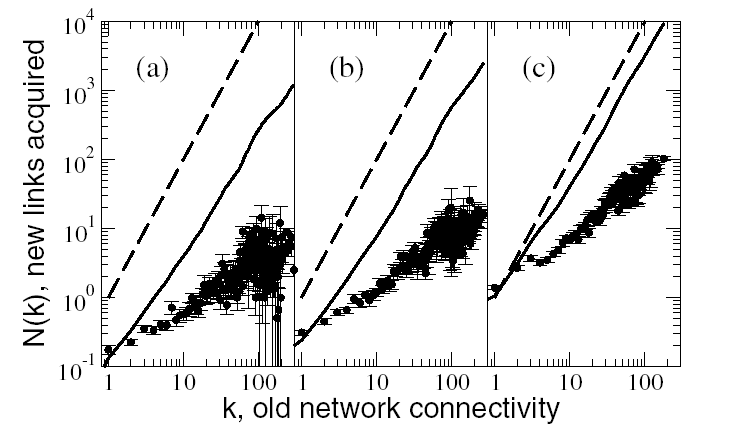 10^4
10^3
10^2
10^1
10^0
10^-1
N(k), new links acquired
(a)
(b)
(c)
1 10 100 1 10 100 1 10 100
k, old network connectivity